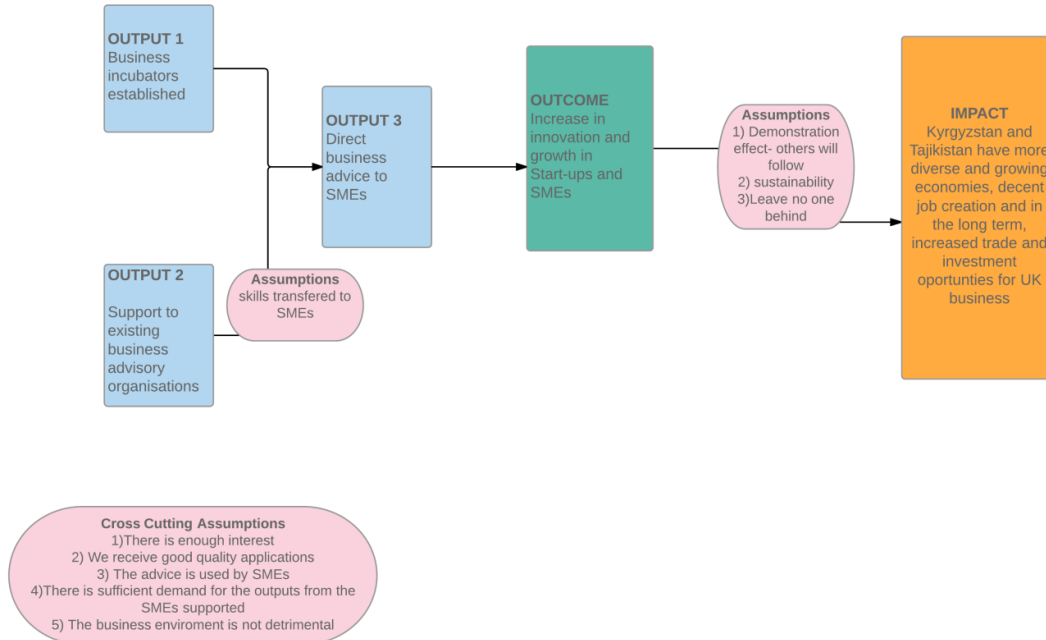 OUTPUT 1
Business
incubators
established
OUTPUT 2
Support to
existing
business
advisory
organisations
Assumptions
skills transfered to
SMEs
OUTPUT 3
Direct
business
advice to
SMEs
OUTCOME
Increase in
innovation and
growth in
Start-ups and
SMEs
Assumptions
1) Demonstration
effect- others will
follow
2) sustainability
3)Leave no one
behind
IMPACT
Kyrgyzstan and
Tajikistan have more
diverse and growing
economies, decent
job creation and in
the long term,
increased trade and
investment
oportunties for UK
business
Cross Cutting Assumptions
1)There is enough interest
2) We receive good quality applications
3) The advice is used by SMEs
4)There is sufficient demand for the outputs from the
SMEs supported
5) The business enviroment is not detrimental